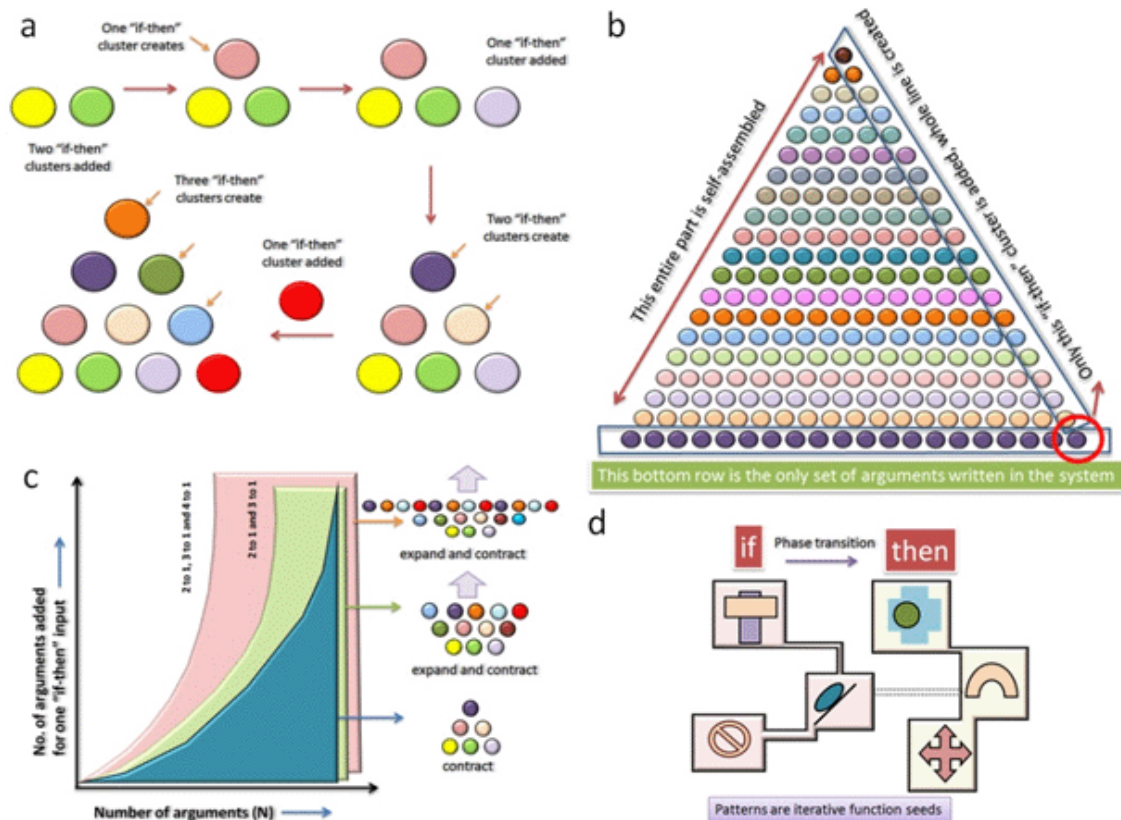 a
One "if-then"
cluster creates
One "if-then"
cluster added
Two "if-then"
clusters added
Three "if-then"
clusters create
One "if-then"
cluster added
Two "if-then"
clusters create
b
This entire part is self-assembled
Only this "if-then" cluster is added, whole line is created
This bottom row is the only set of arguments written in the system
c
No. of arguments added
for one "if-then" input
2 to 1, 3 to 1 and 4 to 1
2 to 1 and 3 to 1
expand and contract
expand and contract
contract
Number of arguments (N)
d
if
Phase transition
then
Patterns are iterative function seeds